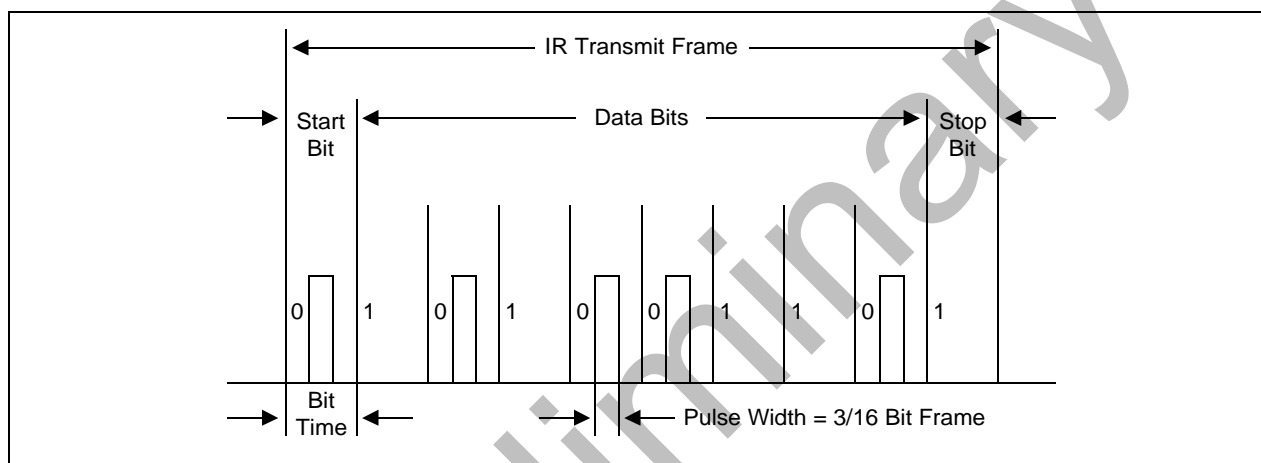 IR Transmit Frame
Start
Bit
Data Bits
Stop
Bit
0 1 0 1 0 0 1 1 0 1
Bit
Time
Pulse Width = 3/16 Bit Frame
liminary